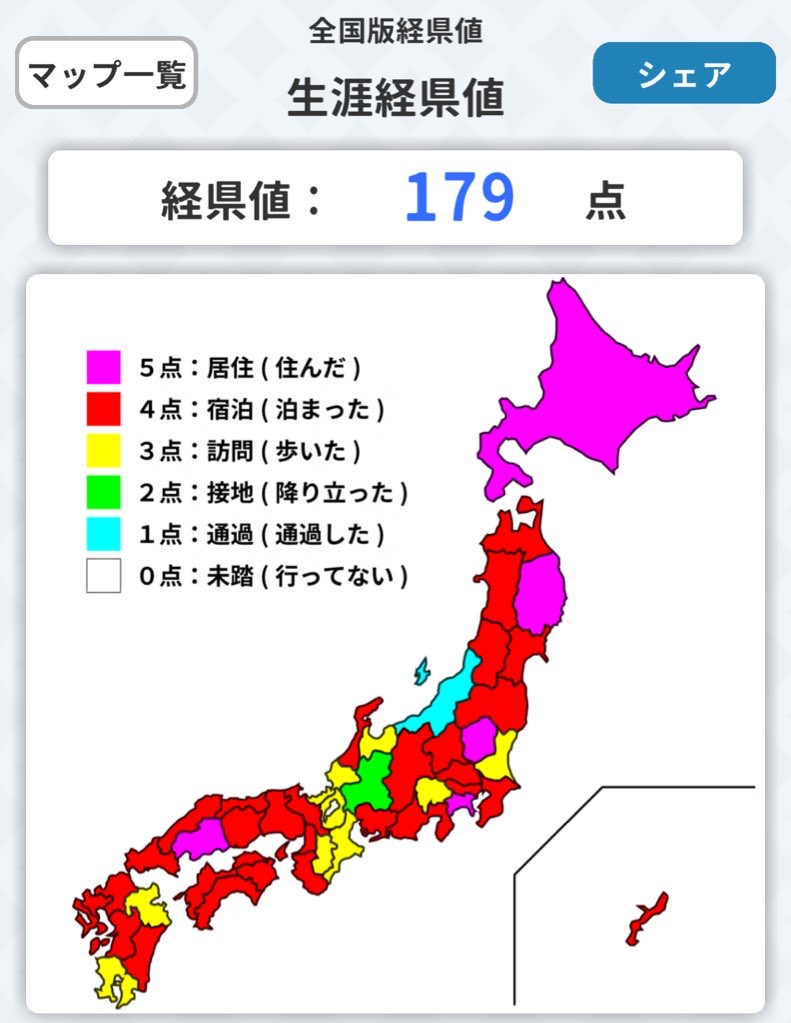 全国版経県値
マップ一覧
生涯経県値
シェア
経県値： 179 点
５点：居住 ( 住んだ )
４点：宿泊 ( 泊まった )
３点：訪問 ( 歩いた )
２点：接地 ( 降り立った )
１点：通過 ( 通過した )
０点：未踏 ( 行ってない )